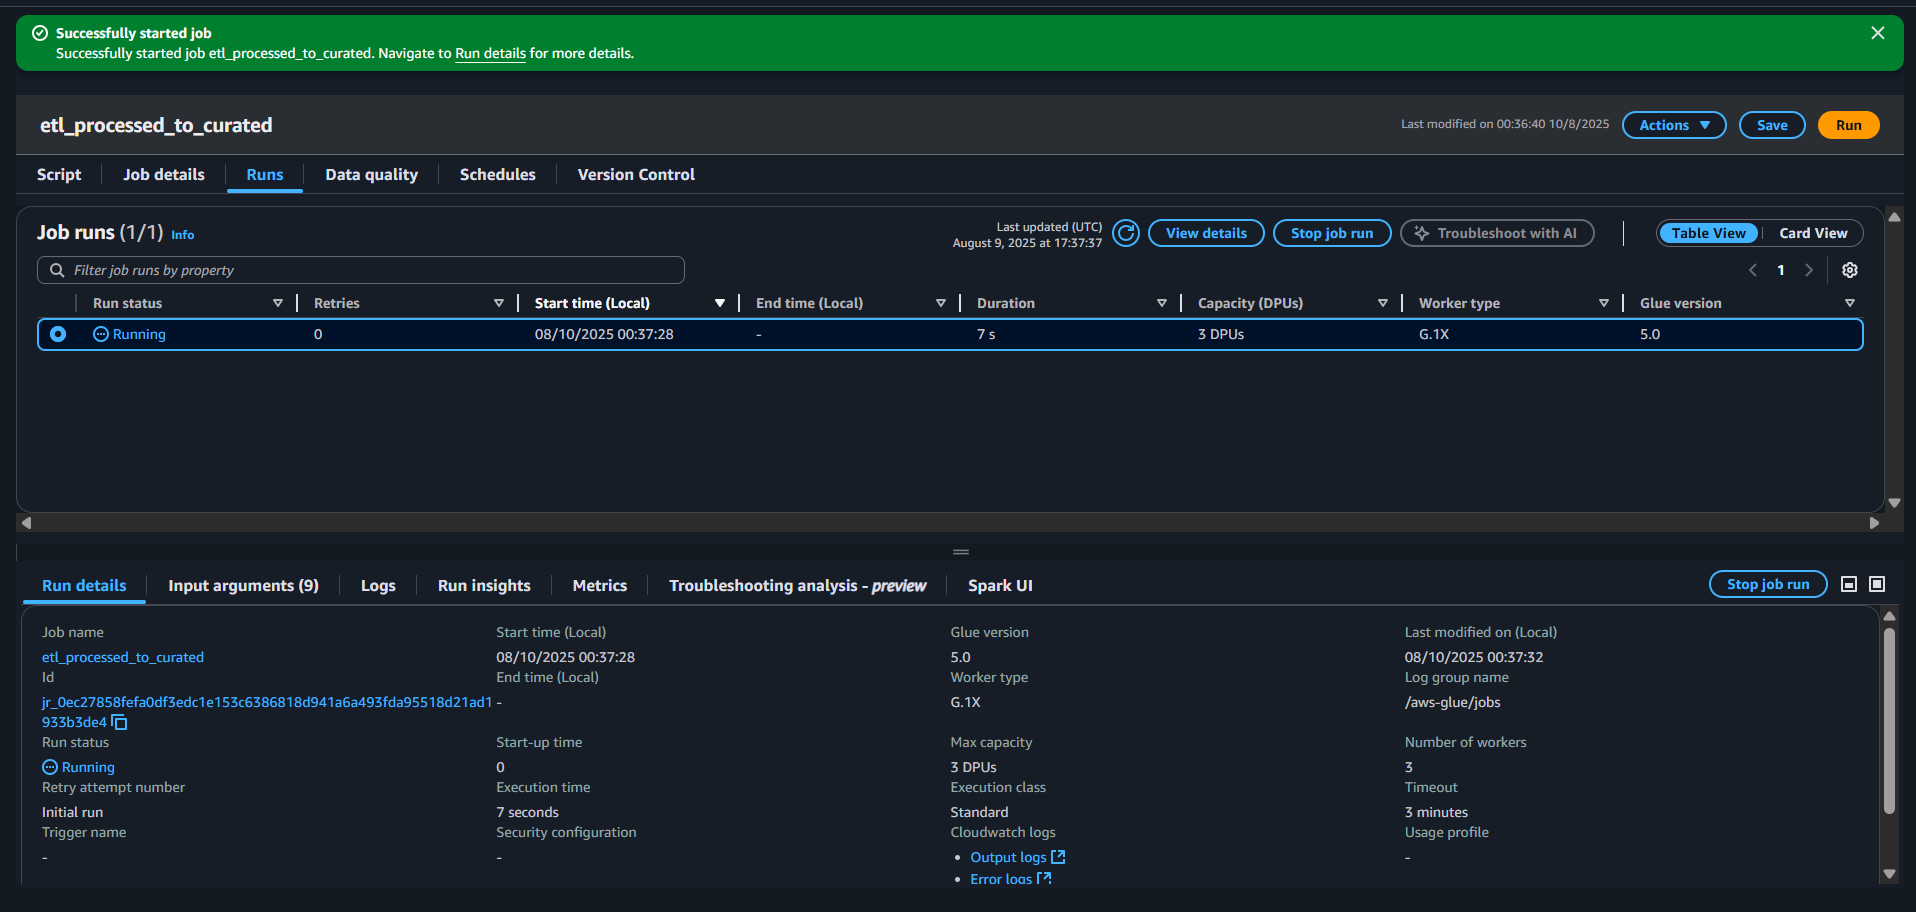 Successfully started job
Successfully started job etl_processed_to_curated. Navigate to Run details for more details.
etl_processed_to_curated
Last modified on 00:36:40 10/8/2025
Actions
Save
Run
Script
Job details
Runs
Data quality
Schedules
Version Control
Job runs (1/1) Info
Last updated (UTC)
August 9, 2025 at 17:37:37
View details
Stop job run
Troubleshoot with AI
Table View
Card View
Filter job runs by property
1
Run status
Retries
Start time (Local)
End time (Local)
Duration
Capacity (DPUs)
Worker type
Glue version
Running
0
08/10/2025 00:37:28
-
7 s
3 DPUs
G.1X
5.0
Run details
Input arguments (9)
Logs
Run insights
Metrics
Troubleshooting analysis - preview
Spark UI
Stop job run
Job name
etl_processed_to_curated
Id
jr_0ec27858fefa0df3edc1e153c6386818d941a6a493fda95518d21ad1
933b3de4
Run status
Running
Retry attempt number
Initial run
Trigger name
-
Start time (Local)
08/10/2025 00:37:28
End time (Local)
-
Start-up time
0
Execution time
7 seconds
Security configuration
-
Glue version
5.0
Worker type
G.1X
Max capacity
3 DPUs
Execution class
Standard
Cloudwatch logs
• Output logs
• Error logs
Last modified on (Local)
08/10/2025 00:37:32
Log group name
/aws-glue/jobs
Number of workers
3
Timeout
3 minutes
Usage profile
-